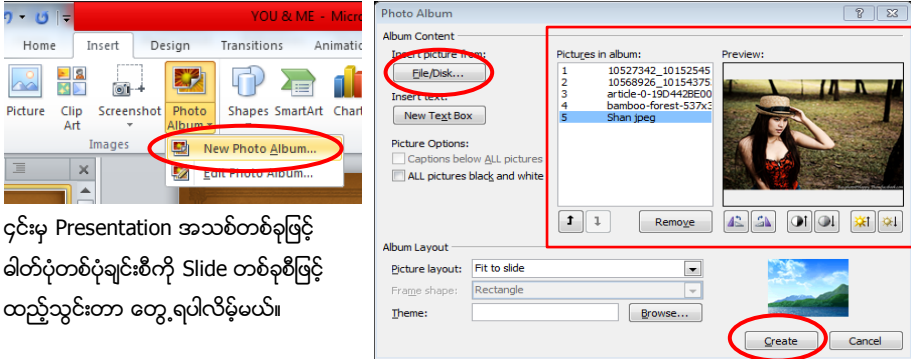 YOU & ME - Micro
Home Insert Design Transitions Animatic
Picture Clip Art Screenshot Photo Album Shapes SmartArt Chart
Images
New Photo Album...
Edit Photo Album...
၎င်းမှ Presentation အသစ်တစ်ခုဖြင့်
ဓါတ်ပုံတစ်ပုံချင်းစီကို Slide တစ်ခုစီဖြင့်
ထည့်သွင်းတာ တွေ့ရပါလိမ့်မယ်။
Photo Album
Album Content
Insert picture from:
File/Disk...
Insert text:
New Text Box
Picture Options:
Captions below ALL pictures
ALL pictures black and white
Pictures in album:
1 10527342_10152545
2 10568926_10154375
3 article-0-19D442BE00
4 bamboo-forest-537x3
5 Shan jpeg
Preview:
Remove
Album Layout
Picture layout: Fit to slide
Frame shape: Rectangle
Theme:
Browse...
Create Cancel